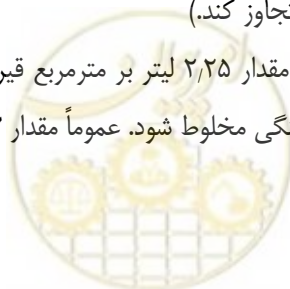 تجاوز کند.)
مقدار ۲٫۲۵ لیتر بر مترمربع قیر
گی مخلوط شود. عموماً مقدار